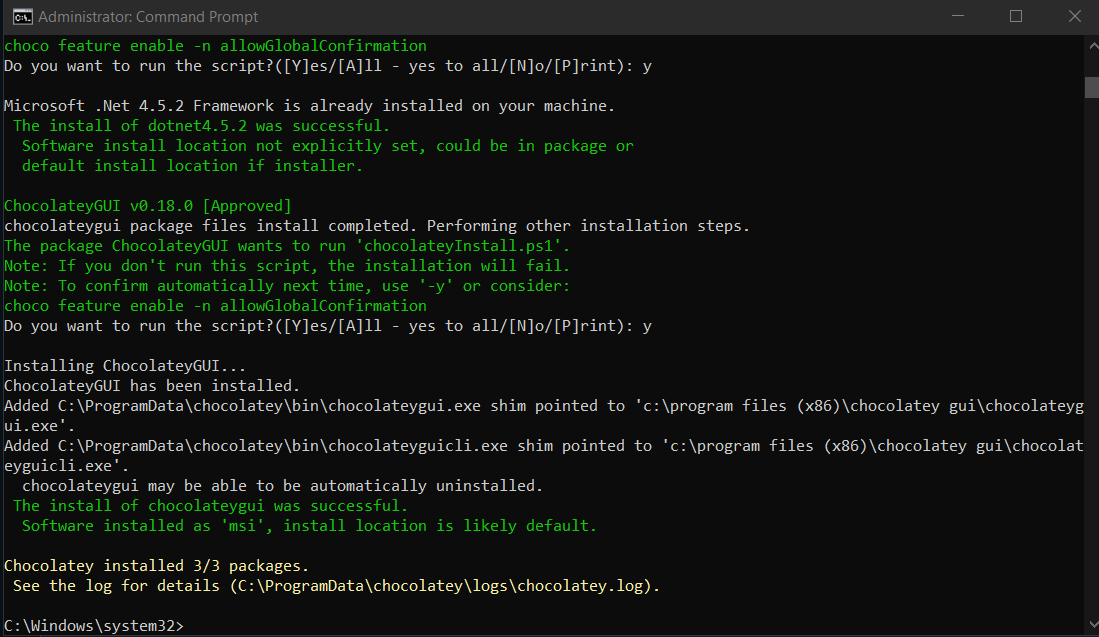 Administrator: Command Prompt
choco feature enable -n allowGlobalConfirmation
Do you want to run the script?([Y]es/[A]ll - yes to all/[N]o/[P]rint): y
Microsoft .Net 4.5.2 Framework is already installed on your machine.
The install of dotnet4.5.2 was successful.
Software install location not explicitly set, could be in package or
default install location if installer.
ChocolateyGUI v0.18.0 [Approved]
chocolateygui package files install completed. Performing other installation steps.
The package ChocolateyGUI wants to run 'chocolateyInstall.ps1'.
Note: If you don't run this script, the installation will fail.
Note: To confirm automatically next time, use '-y' or consider:
choco feature enable -n allowGlobalConfirmation
Do you want to run the script?([Y]es/[A]ll - yes to all/[N]o/[P]rint): y
Installing ChocolateyGUI...
ChocolateyGUI has been installed.
Added C:\ProgramData\chocolatey\bin\chocolateygui.exe shim pointed to 'c:\program files (x86)\chocolatey gui\chocolateyg
ui.exe'.
Added C:\ProgramData\chocolatey\bin\chocolateyguicli.exe shim pointed to 'c:\program files (x86)\chocolatey gui\chocolat
eyguicli.exe'.
chocolateygui may be able to be automatically uninstalled.
The install of chocolateygui was successful.
Software installed as 'msi', install location is likely default.
Chocolatey installed 3/3 packages.
See the log for details (C:\ProgramData\chocolatey\logs\chocolatey.log).
C:\Windows\system32>